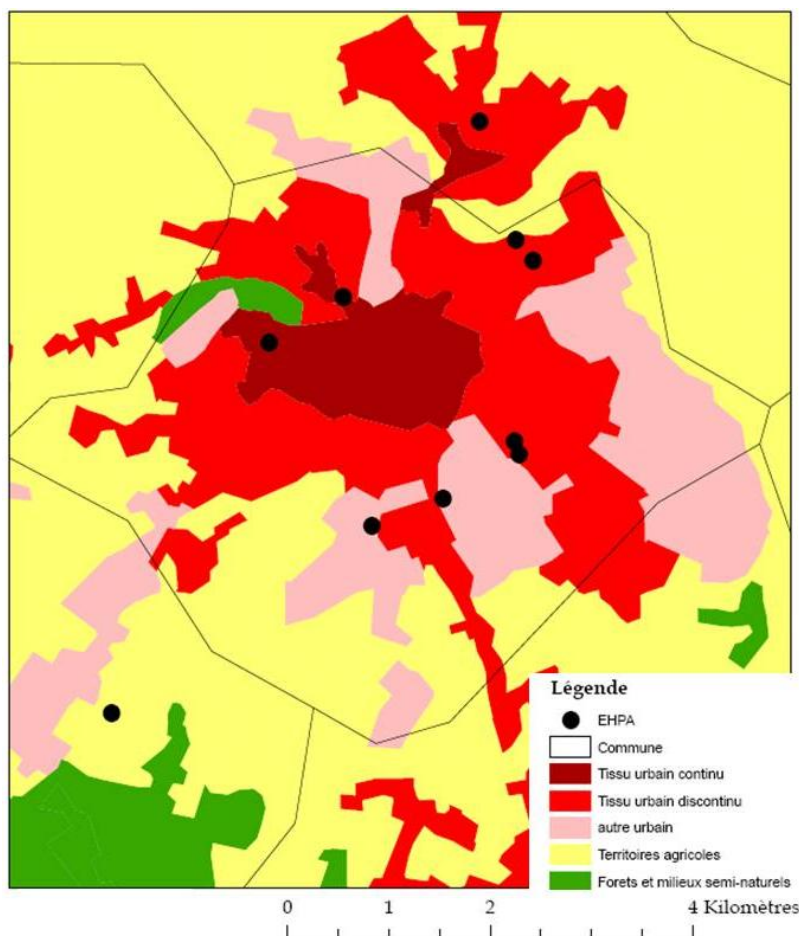 Légende
EHPA
Commune
Tissu urbain continu
Tissu urbain discontinu
autre urbain
Territoires agricoles
Forets et milieux semi-naturels
0 1 2 4 Kilomètres